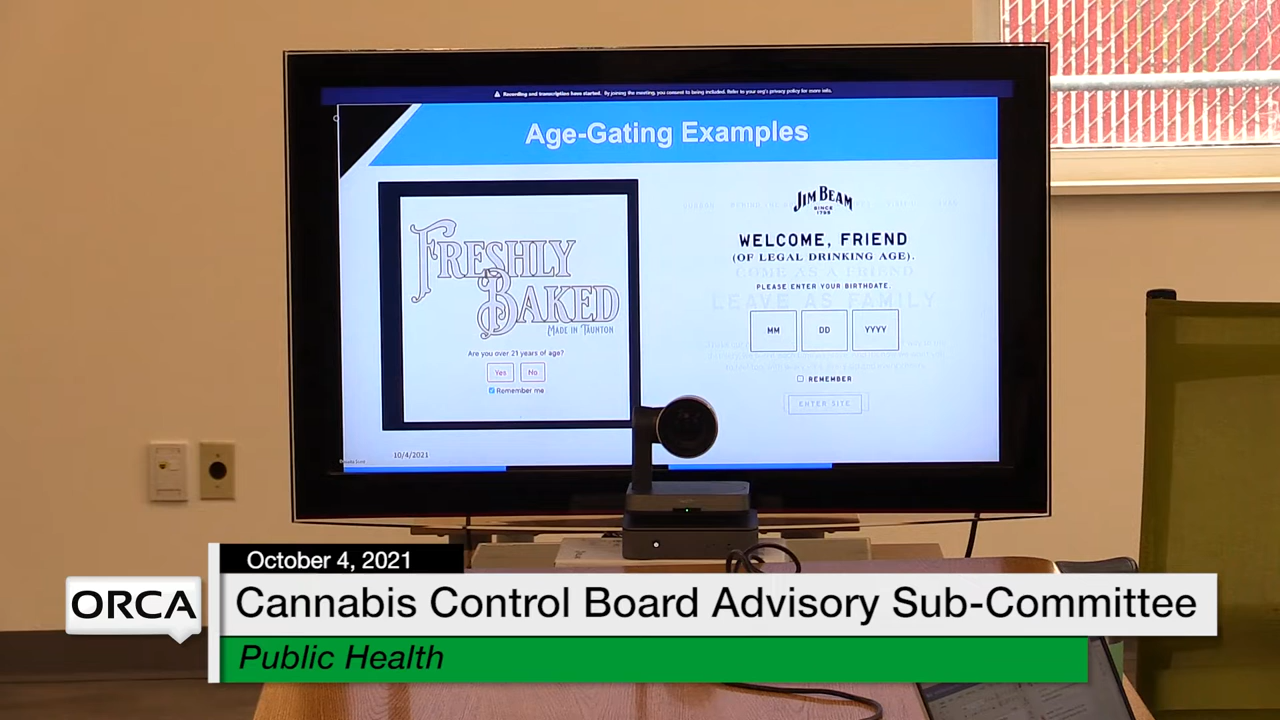 Recording and transcription have started. By joining the meeting, you consent to being included. Refer to your org's privacy policy for more info.
Age-Gating Examples
FRESHLY
BAKED
MADE IN TAUNTON
Are you over 21 years of age?
Yes No
Remember me
JIM BEAM
SINCE
1795
WELCOME, FRIEND
(OF LEGAL DRINKING AGE).
COME AS A FRIEND
PLEASE ENTER YOUR BIRTHDATE.
LEAVE AS FAMILY
MM DD YYYY
REMEMBER
ENTER SITE
10/4/2021
October 4, 2021
ORCA
Cannabis Control Board Advisory Sub-Committee
Public Health